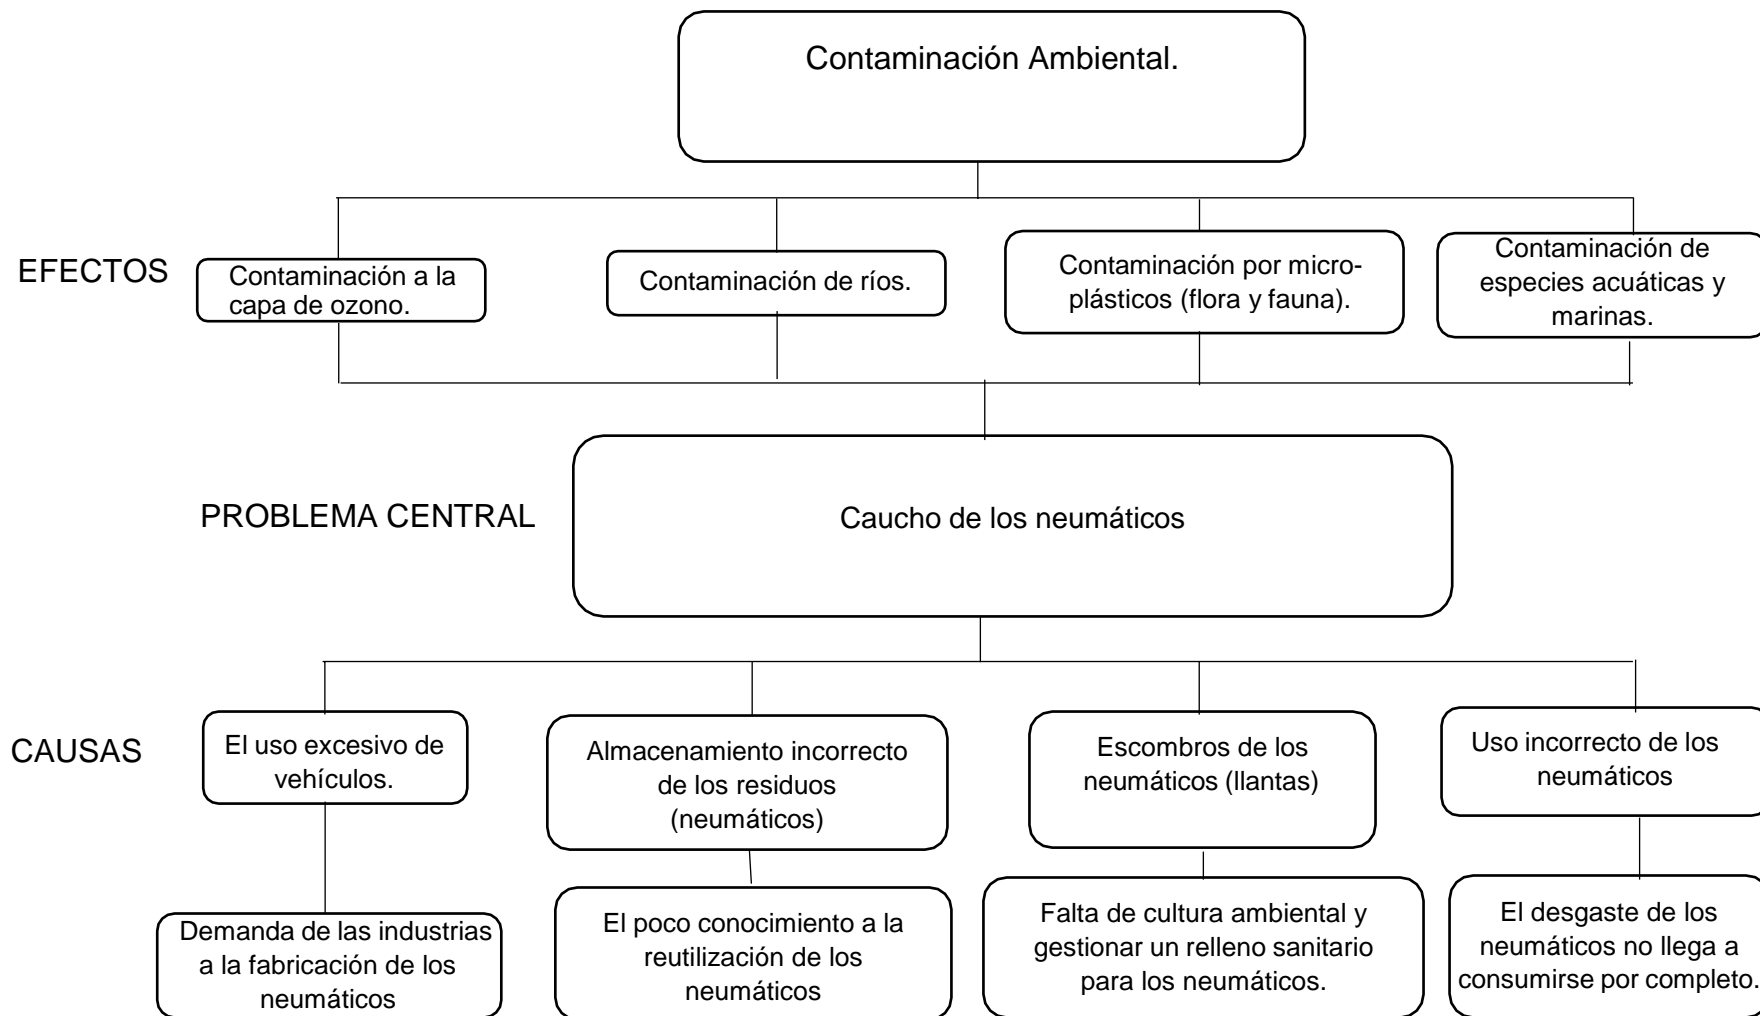 Contaminación Ambiental.
EFECTOS
Contaminación a la
capa de ozono.
Contaminación de ríos.
Contaminación por micro-
plásticos (flora y fauna).
Contaminación de
especies acuáticas y
marinas.
PROBLEMA CENTRAL
Caucho de los neumáticos
CAUSAS
El uso excesivo de
vehículos.
Almacenamiento incorrecto
de los residuos
(neumáticos)
Escombros de los
neumáticos (llantas)
Uso incorrecto de los
neumáticos
Demanda de las industrias
a la fabricación de los
neumáticos
El poco conocimiento a la
reutilización de los
neumáticos
Falta de cultura ambiental y
gestionar un relleno sanitario
para los neumáticos.
El desgaste de los
neumáticos no llega a
consumirse por completo.